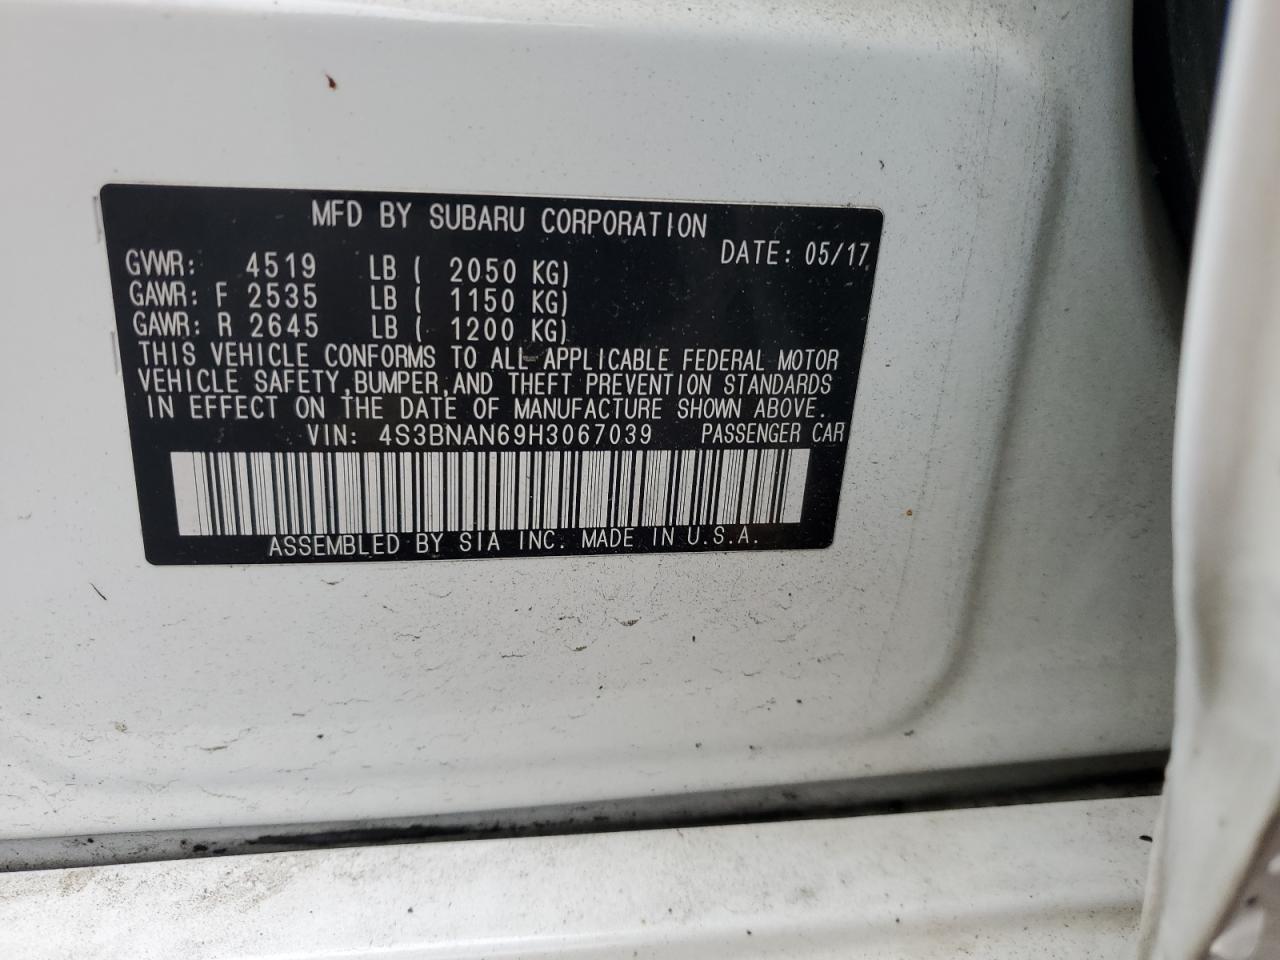 MFD BY SUBARU CORPORATION
DATE: 05/17
GVWR: 4519 LB ( 2050 KG)
GAWR: F 2535 LB ( 1150 KG)
GAWR: R 2645 LB ( 1200 KG)
THIS VEHICLE CONFORMS TO ALL APPLICABLE FEDERAL MOTOR
VEHICLE SAFETY, BUMPER, AND THEFT PREVENTION STANDARDS
IN EFFECT ON THE DATE OF MANUFACTURE SHOWN ABOVE.
VIN: 4S3BNAN69H3067039 PASSENGER CAR
ASSEMBLED BY SIA INC. MADE IN U.S.A.